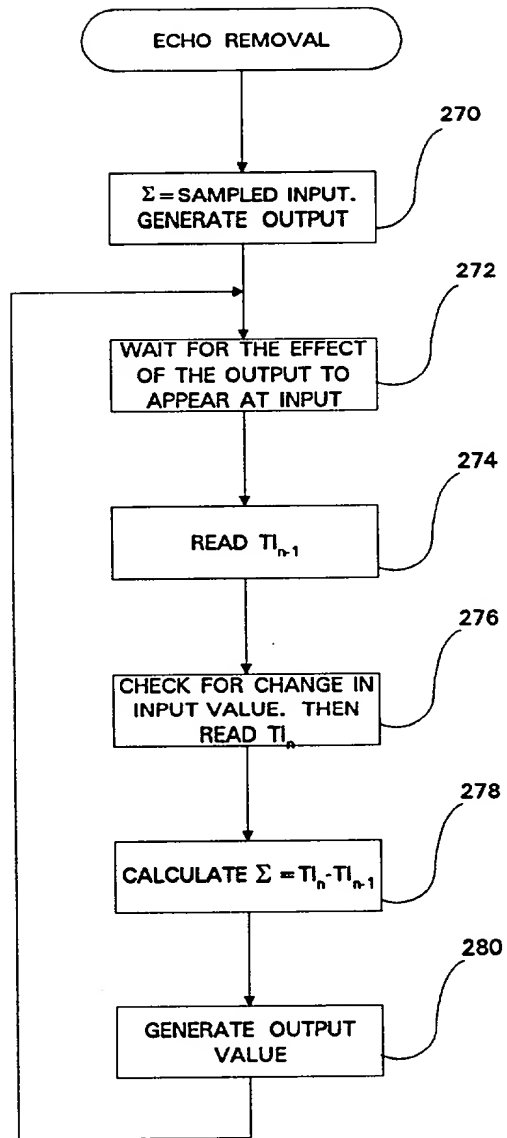 ECHO REMOVAL
270
Σ=SAMPLED INPUT.
GENERATE OUTPUT
272
WAIT FOR THE EFFECT
OF THE OUTPUT TO
APPEAR AT INPUT
274
READ TIₙ₋₁
276
CHECK FOR CHANGE IN
INPUT VALUE. THEN
READ TIₙ
278
CALCULATE Σ = TIₙ-TIₙ₋₁
280
GENERATE OUTPUT
VALUE